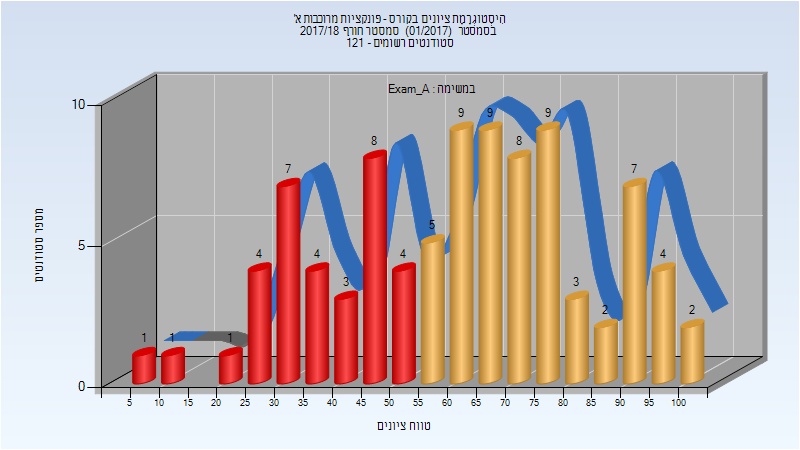 היסטוגרמת ציונים בקורס - פונקציות מרוכבות א'
בסמסטר (01/2017) סמסטר חורף 2017/18
סטודנטים רשומים - 121
במשימה : Exam_A
מספר סטודנטים
10
5
0
1 1 1 4 7 4 3 8 4 5 9 9 8 9 3 2 7 4 2
5 10 15 20 25 30 35 40 45 50 55 60 65 70 75 80 85 90 95 100
טווח ציונים